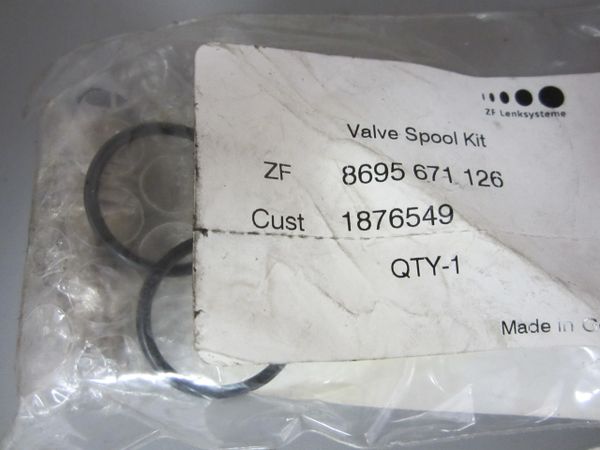 ZF Lenksysteme
Valve Spool Kit
ZF 8695 671 126
Cust 1876549
QTY-1
Made in